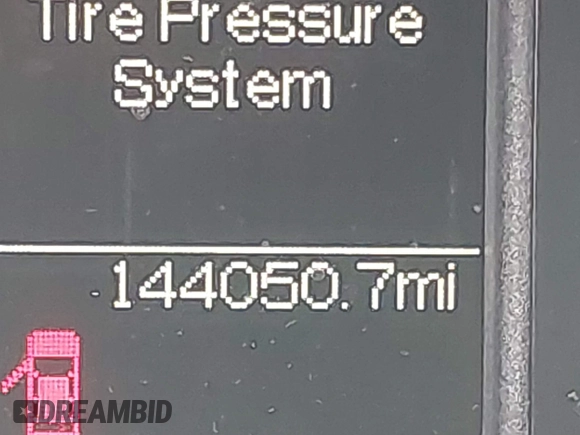 Tire Pressure
System
144050.7mi
DREAMBID